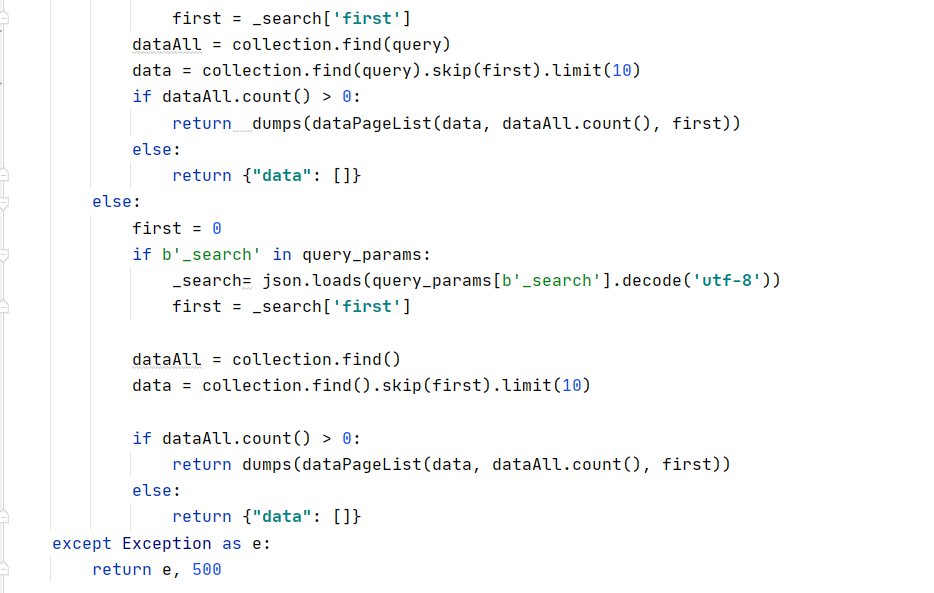 first = _search['first']
dataAll = collection.find(query)
data = collection.find(query).skip(first).limit(10)
if dataAll.count() > 0:
return  dumps(dataPageList(data, dataAll.count(), first))
else:
return {"data": []}
else:
first = 0
if b'_search' in query_params:
_search= json.loads(query_params[b'_search'].decode('utf-8'))
first = _search['first']
dataAll = collection.find()
data = collection.find().skip(first).limit(10)
if dataAll.count() > 0:
return dumps(dataPageList(data, dataAll.count(), first))
else:
return {"data": []}
except Exception as e:
return e, 500